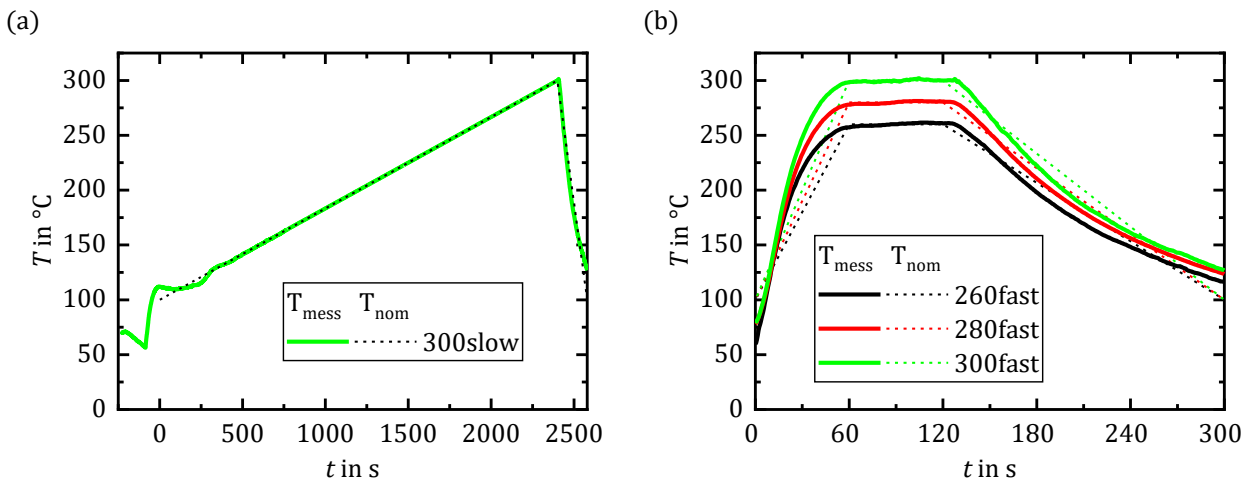 (a)
300
250
200
150
100
50
0
T in °C
0 500 1000 1500 2000 2500
t in s
T_mess T_nom
300slow
(b)
300
250
200
150
100
50
0
T in °C
0 60 120 180 240 300
t in s
T_mess T_nom
260fast
280fast
300fast